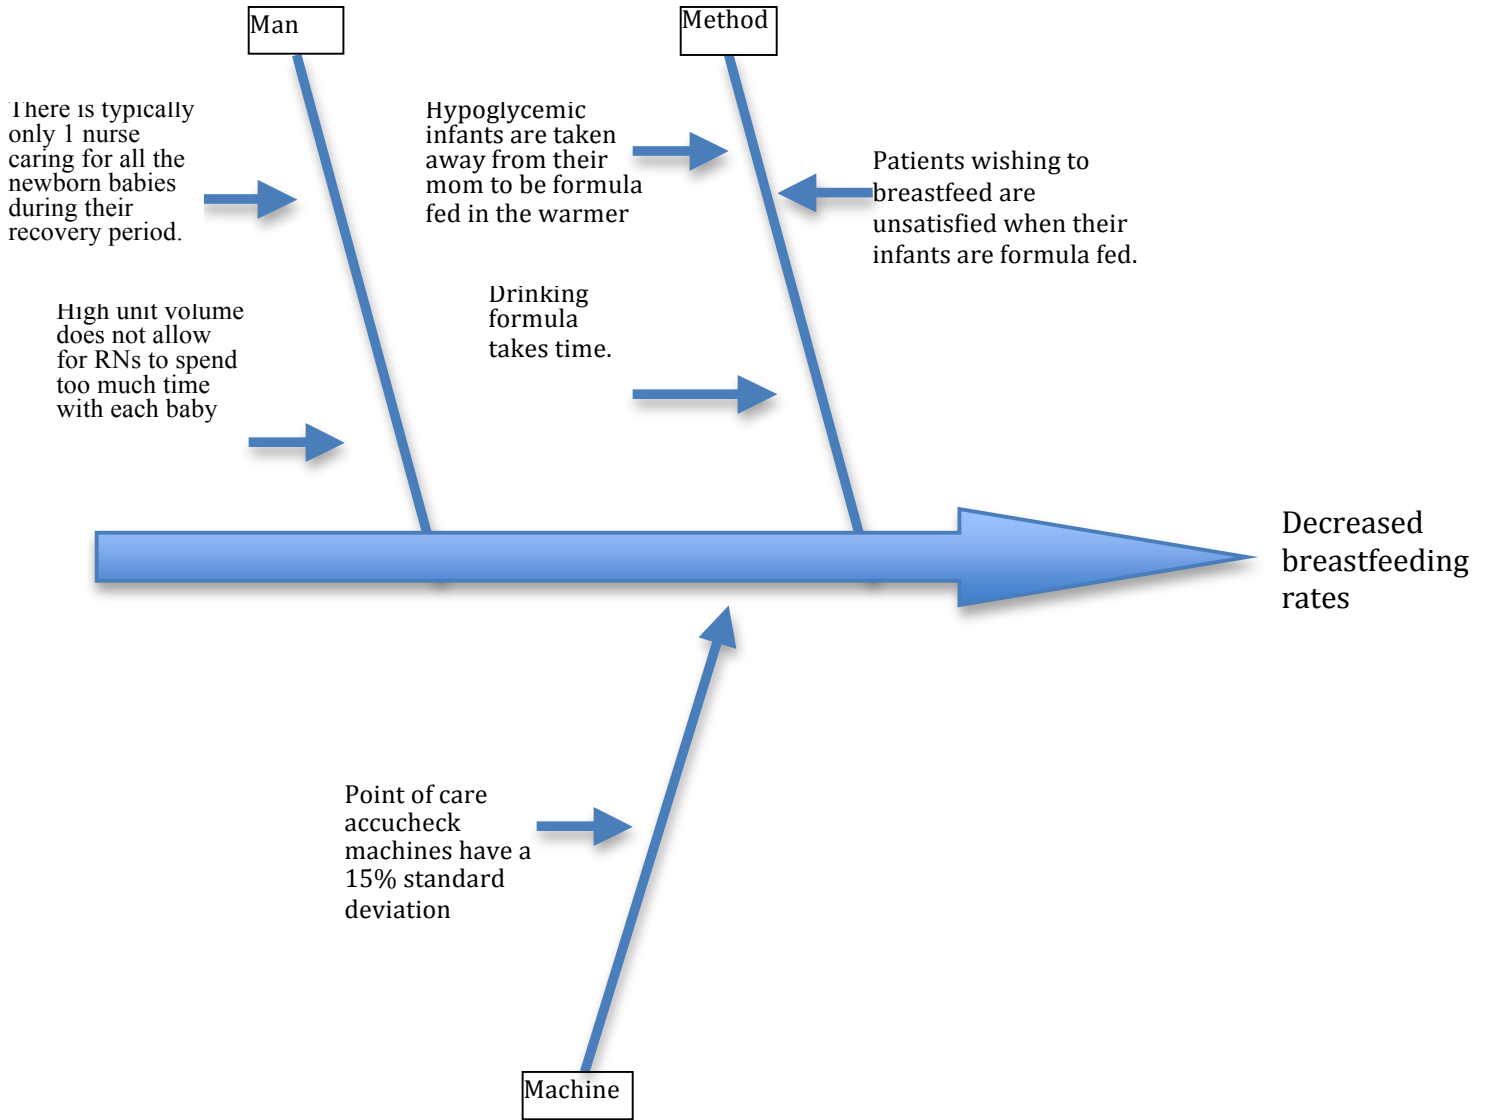 Man
Method
There is typically
only 1 nurse
caring for all the
newborn babies
during their
recovery period.
Hypoglycemic
infants are taken
away from their
mom to be formula
fed in the warmer
Patients wishing to
breastfeed are
unsatisfied when their
infants are formula fed.
High unit volume
does not allow
for RNs to spend
too much time
with each baby
Drinking
formula
takes time.
Decreased
breastfeeding
rates
Point of care
accucheck
machines have a
15% standard
deviation
Machine